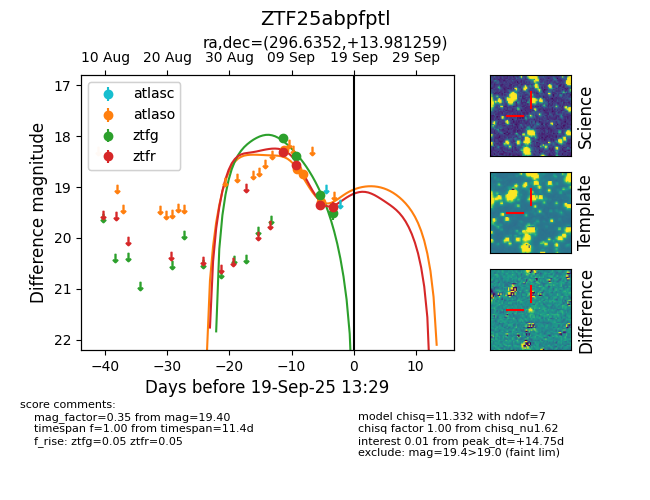 ZTF25abpfptl
ra,dec=(296.6352,+13.981259)
10 Aug 20 Aug 30 Aug 09 Sep 19 Sep 29 Sep
17
18
19
20
21
22
Difference magnitude
atlasc
atlaso
ztfg
ztfr
−40 −30 −20 −10 0 10
Days before 19-Sep-25 13:29
Science
Template
Difference
score comments:
mag_factor=0.35 from mag=19.40
timespan f=1.00 from timespan=11.4d
f_rise: ztfg=0.05 ztfr=0.05
model chisq=11.332 with ndof=7
chisq factor 1.00 from chisq_nu1.62
interest 0.01 from peak_dt=+14.75d
exclude: mag=19.4>19.0 (faint lim)